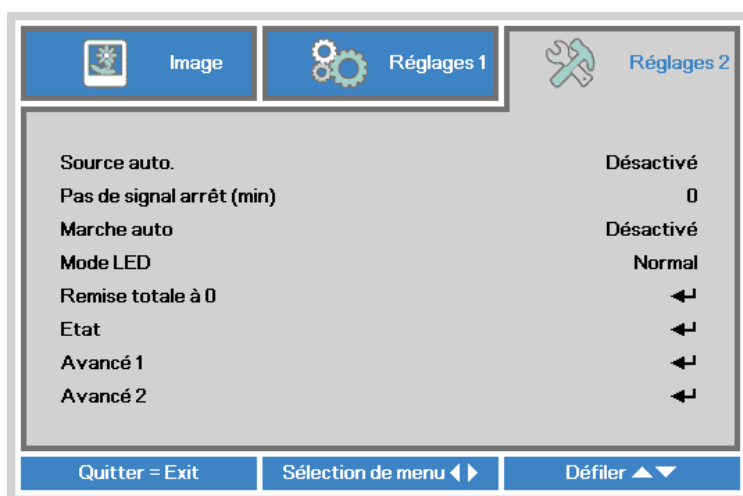 Image
Réglages 1
Réglages 2
Source auto. Désactivé
Pas de signal arrêt (min) 0
Marche auto Désactivé
Mode LED Normal
Remise totale à 0
Etat
Avancé 1
Avancé 2
Quitter = Exit
Sélection de menu
Défiler